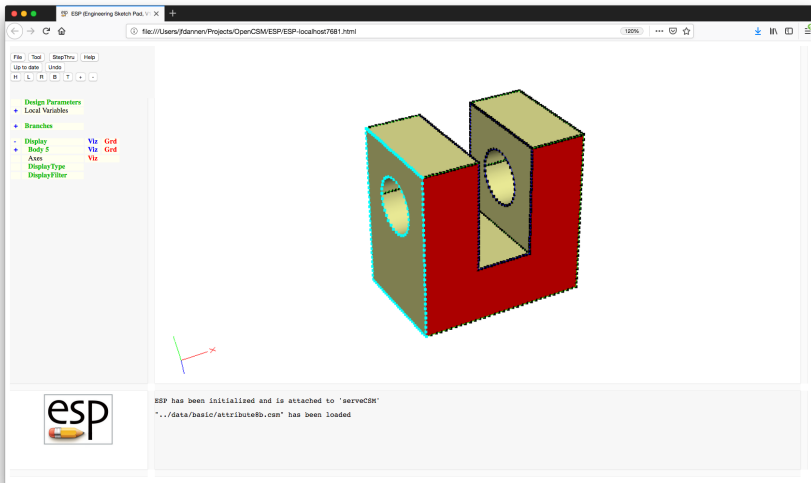 ESP (Engineering Sketch Pad, V
file:///Users/jfdannen/Projects/OpenCSM/ESP/ESP-localhost7681.html
120%
File Tool StepThru Help
Up to date Undo
H L R B T + -
Design Parameters
+ Local Variables
+ Branches
- Display Viz Grd
+ Body 5 Viz Grd
Axes Viz
DisplayType
DisplayFilter
X
esp
ESP has been initialized and is attached to 'serveCSM'
"../data/basic/attribute8b.csm" has been loaded